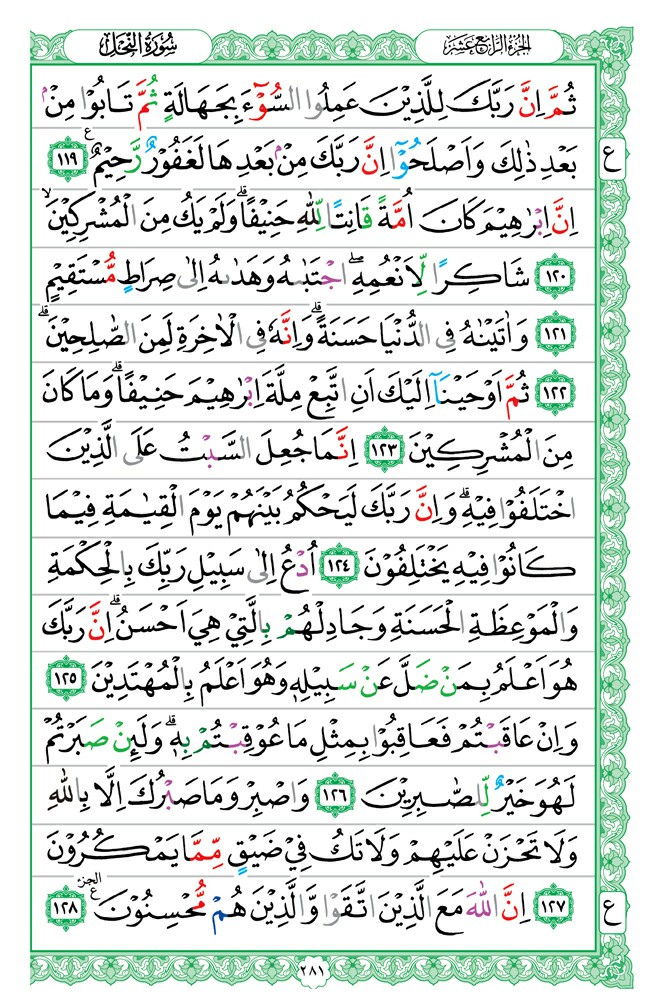 الجزء الرابع عشر
سورة النحل
ثُمَّ اِنَّ رَبَّكَ لِلَّذِيْنَ عَمِلُوا السُّوْٓءَ بِجَهَالَةٍ ثُمَّ تَابُوْا مِنْۢ
بَعْدِ ذٰلِكَ وَاَصْلَحُوْٓا اِنَّ رَبَّكَ مِنْۢ بَعْدِهَا لَغَفُوْرٌ رَّحِيْمٌ ࣖ ١١٩
ع
اِنَّ اِبْرٰهِيْمَ كَانَ اُمَّةً قَانِتًا لِّلّٰهِ حَنِيْفًاۗ وَلَمْ يَكُ مِنَ الْمُشْرِكِيْنَۙ
١٢٠ شَاكِرًا لِّاَنْعُمِهٖۖ اجْتَبٰىهُ وَهَدٰىهُ اِلٰى صِرَاطٍ مُّسْتَقِيْمٍ
١٢١ وَاٰتَيْنٰهُ فِى الدُّنْيَا حَسَنَةً ۗوَاِنَّهٗ فِى الْاٰخِرَةِ لَمِنَ الصّٰلِحِيْنَ ۗ
١٢٢ ثُمَّ اَوْحَيْنَآ اِلَيْكَ اَنِ اتَّبِعْ مِلَّةَ اِبْرٰهِيْمَ حَنِيْفًاۗ وَمَا كَانَ
مِنَ الْمُشْرِكِيْنَ ١٢٣ اِنَّمَا جُعِلَ السَّبْتُ عَلَى الَّذِيْنَ
اخْتَلَفُوْا فِيْهِۗ وَاِنَّ رَبَّكَ لَيَحْكُمُ بَيْنَهُمْ يَوْمَ الْقِيٰمَةِ فِيْمَا
كَانُوْا فِيْهِ يَخْتَلِفُوْنَ ١٢٤ اُدْعُ اِلٰى سَبِيْلِ رَبِّكَ بِالْحِكْمَةِ
وَالْمَوْعِظَةِ الْحَسَنَةِ وَجَادِلْهُمْ بِالَّتِيْ هِيَ اَحْسَنُۗ اِنَّ رَبَّكَ
هُوَ اَعْلَمُ بِمَنْ ضَلَّ عَنْ سَبِيْلِهٖ وَهُوَ اَعْلَمُ بِالْمُهْتَدِيْنَ ١٢٥
وَاِنْ عَاقَبْتُمْ فَعَاقِبُوْا بِمِثْلِ مَا عُوْقِبْتُمْ بِهٖۗ وَلَىِٕنْ صَبَرْتُمْ
لَهُوَ خَيْرٌ لِّلصّٰبِرِيْنَ ١٢٦ وَاصْبِرْ وَمَا صَبْرُكَ اِلَّا بِاللّٰهِ
وَلَا تَحْزَنْ عَلَيْهِمْ وَلَا تَكُ فِيْ ضَيْقٍ مِّمَّا يَمْكُرُوْنَ
١٢٧ اِنَّ اللّٰهَ مَعَ الَّذِيْنَ اتَّقَوْا وَّالَّذِيْنَ هُمْ مُّحْسِنُوْنَ ࣖ الجزء ١٢٨
ع
٢٨١